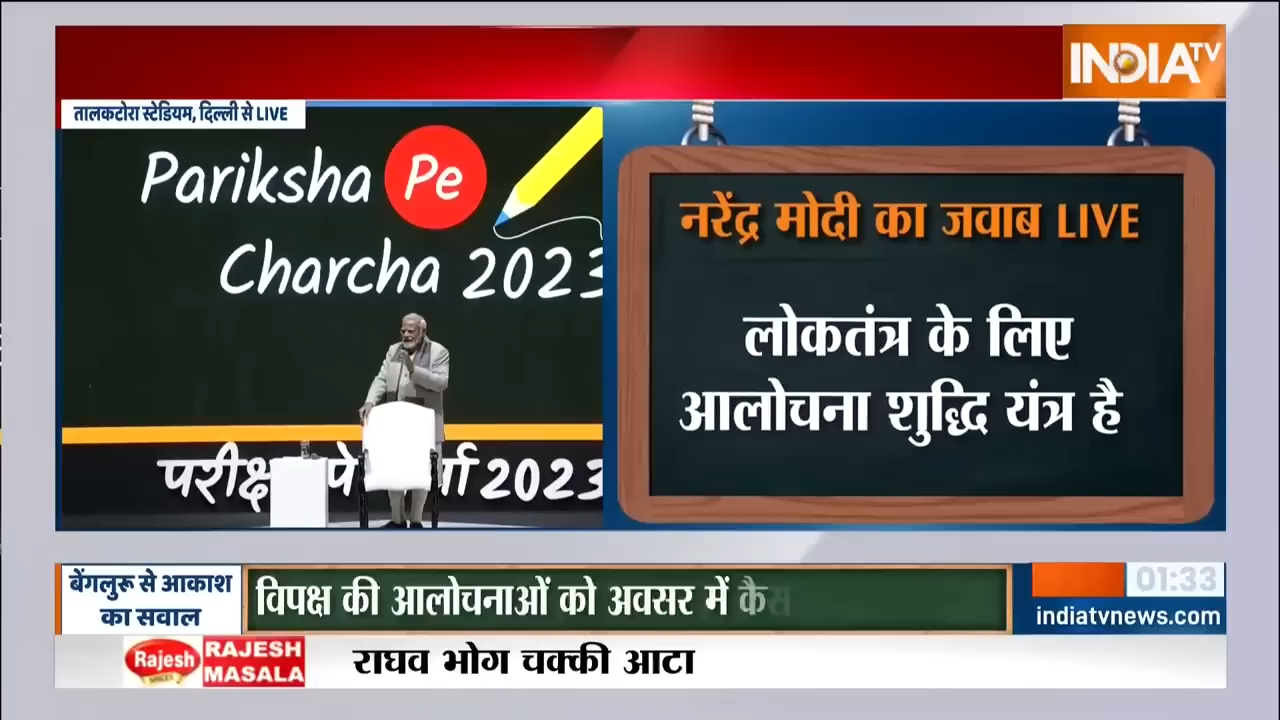 INDIA TV
तालकटोरा स्टेडियम, दिल्ली से LIVE
Pariksha Pe
Charcha 2023
नरेंद्र मोदी का जवाब LIVE
लोकतंत्र के लिए
आलोचना शुद्धि यंत्र है
2023
बेंगलुरू से आकाश
का सवाल
विपक्ष की आलोचनाओं को अवसर में
01:33
indiatvnews.com
Rajesh
RAJESH
MASALA
राघव भोग चक्की आटा